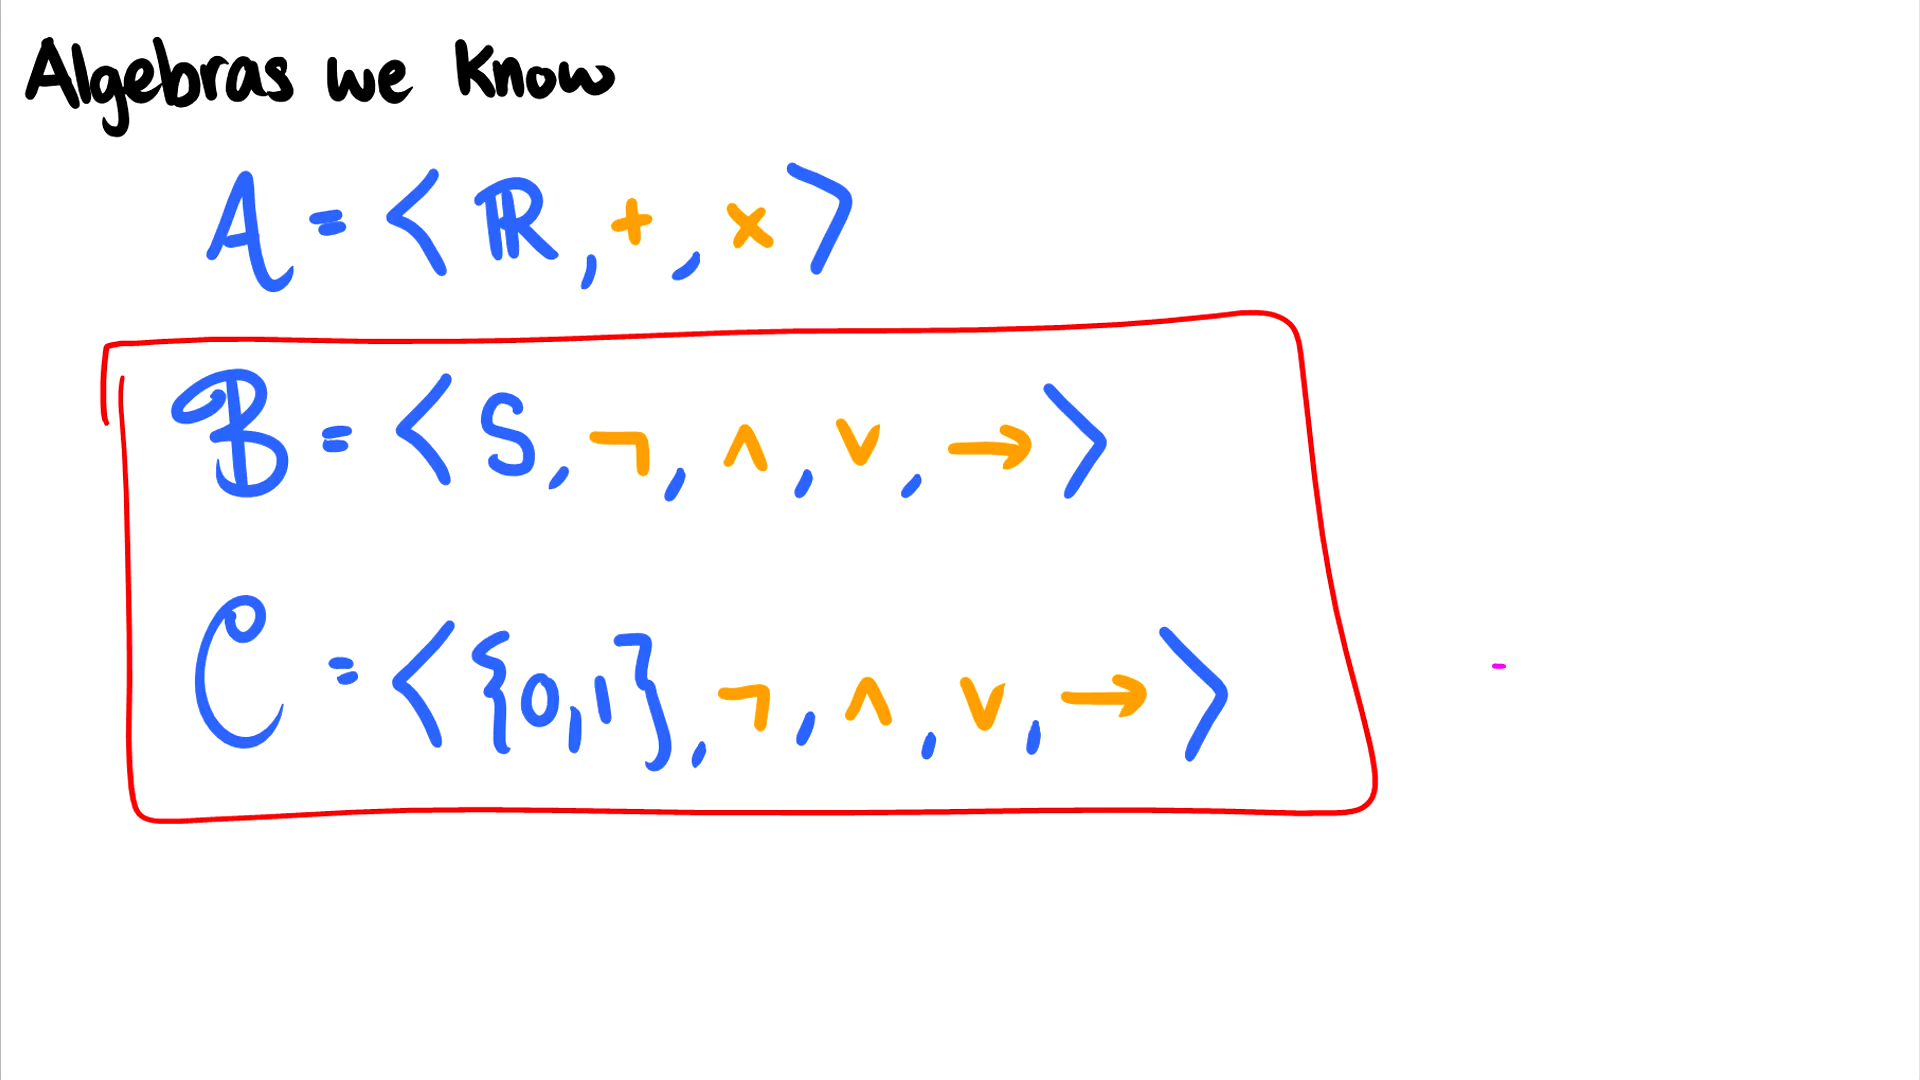 Algebras we know
A = ⟨ ℝ, +, × ⟩
B = ⟨ S, ¬, ∧, ∨, → ⟩
C = ⟨ {0,1}, ¬, ∧, ∨, → ⟩